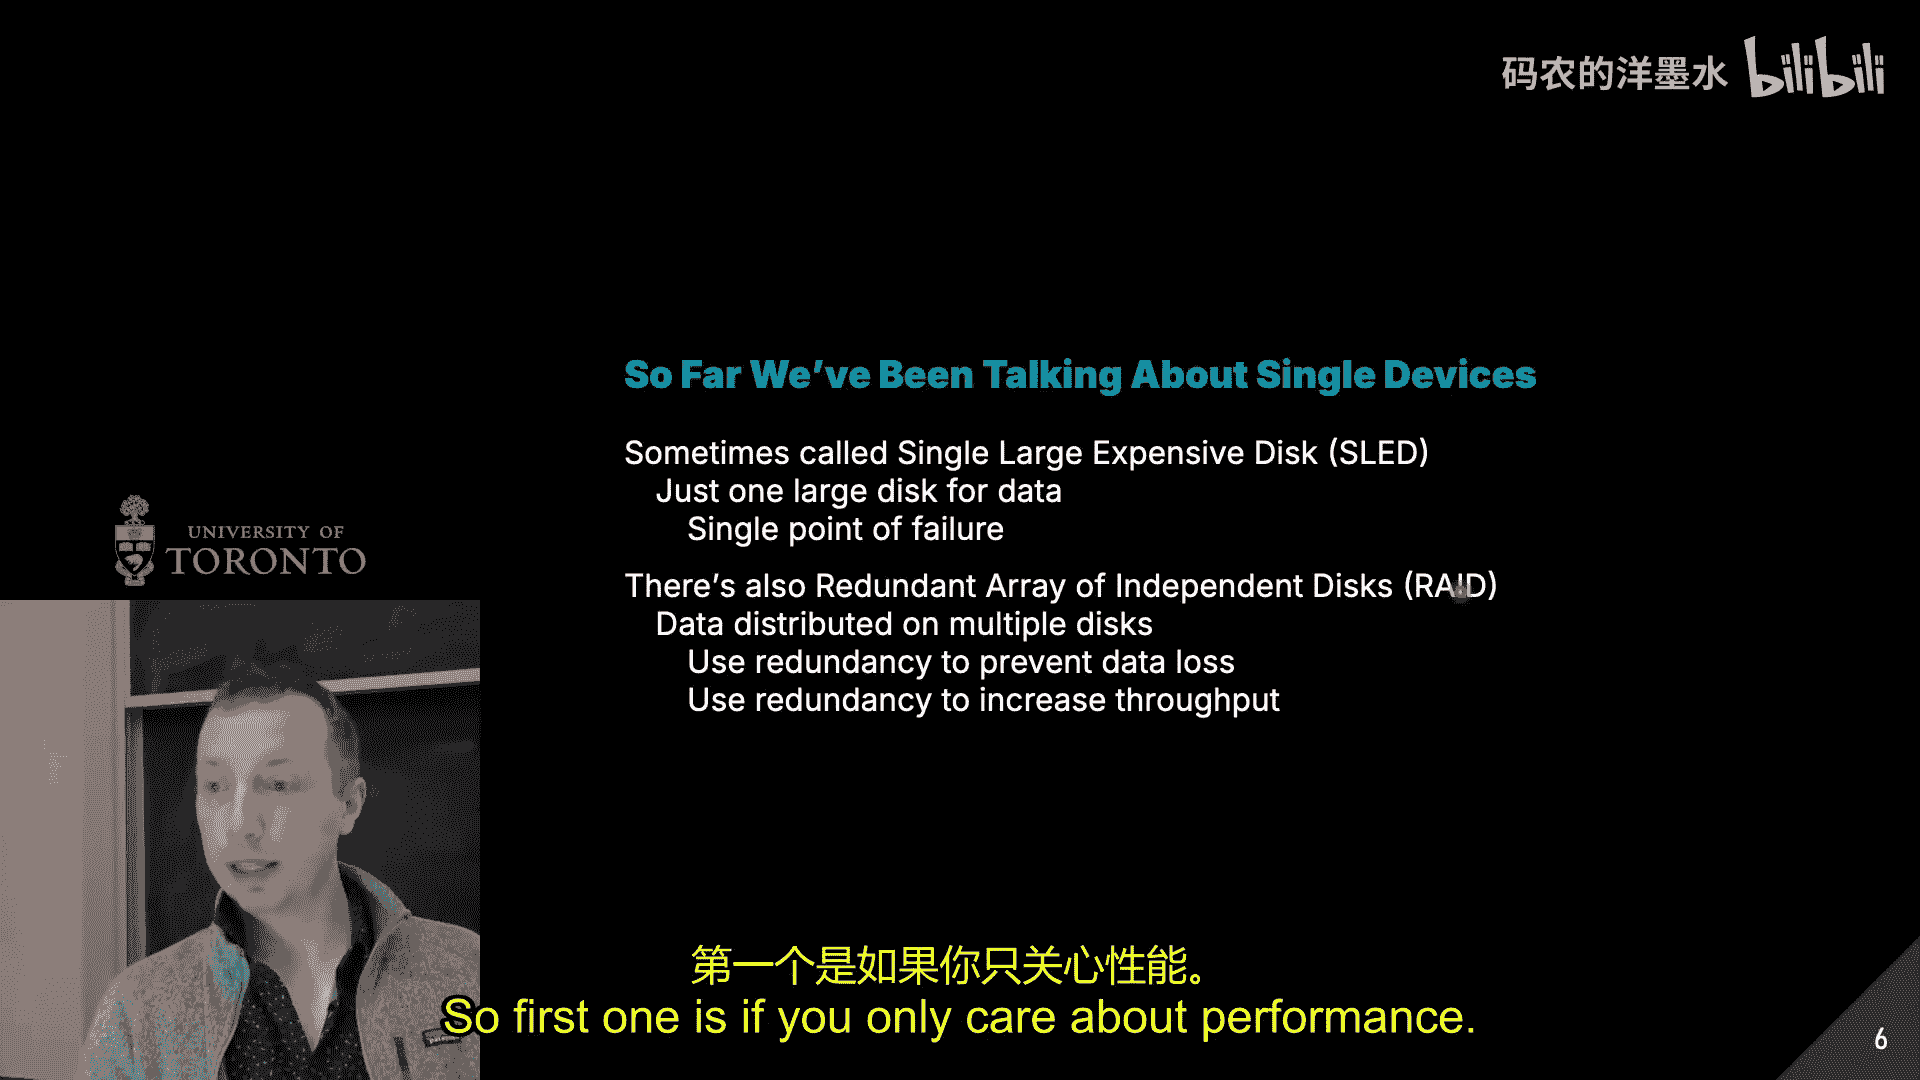 码农的洋墨水 bilibili
So Far We've Been Talking About Single Devices
Sometimes called Single Large Expensive Disk (SLED)
Just one large disk for data
Single point of failure
UNIVERSITY OF
TORONTO
There's also Redundant Array of Independent Disks (RAID)
Data distributed on multiple disks
Use redundancy to prevent data loss
Use redundancy to increase throughput
第一个是如果你只关心性能。
So first one is if you only care about performance.
6